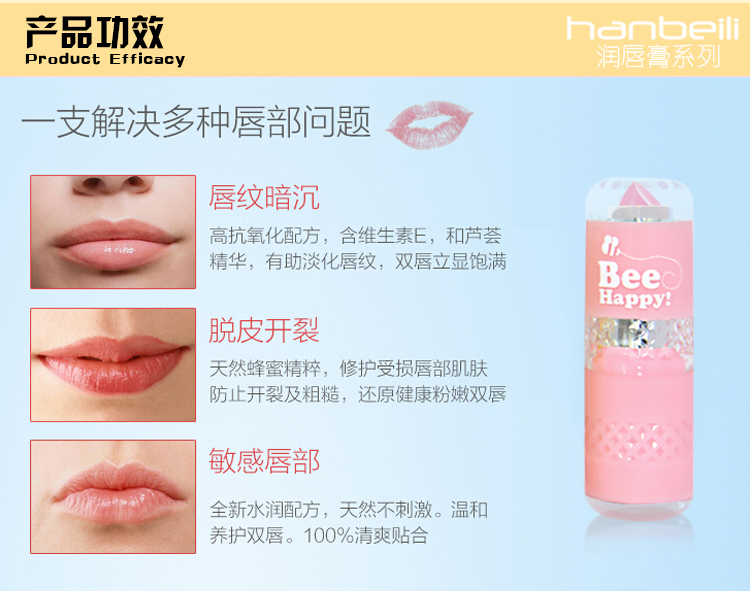 产品功效
Product Efficacy
hanbeili
润唇膏系列
一支解决多种唇部问题
唇纹暗沉
高抗氧化配方，含维生素E，和芦荟
精华，有助淡化唇纹，双唇立显饱满
脱皮开裂
天然蜂蜜精粹，修护受损唇部肌肤
防止开裂及粗糙，还原健康粉嫩双唇
敏感唇部
全新水润配方，天然不刺激。温和
养护双唇。100%清爽贴合
Bee
Happy!